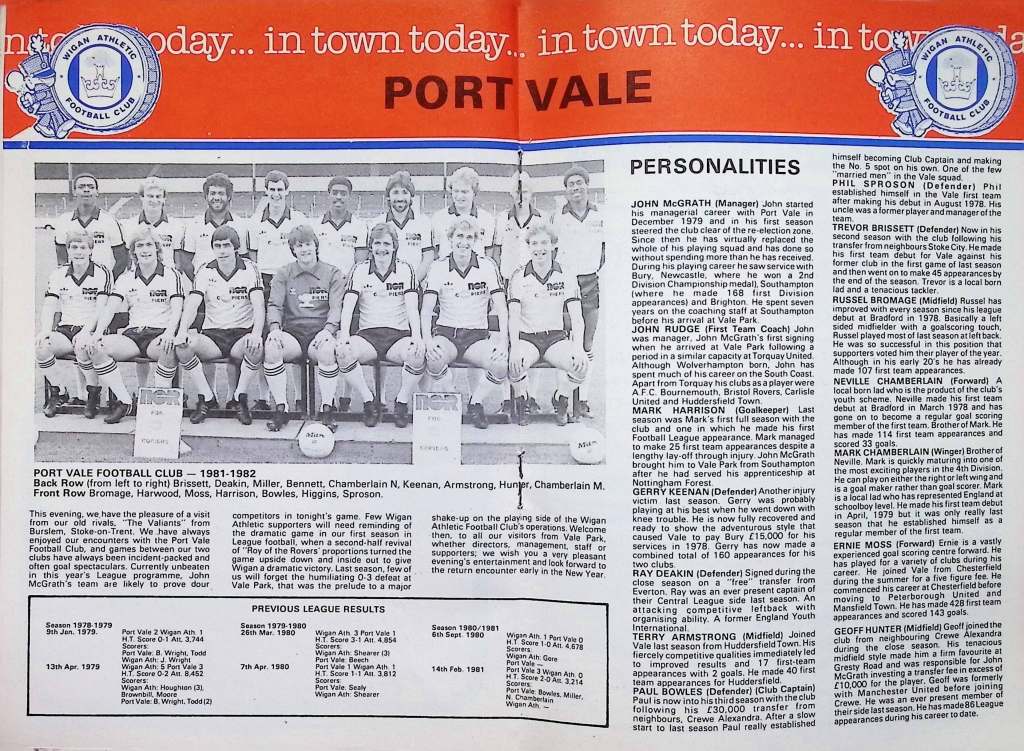 in to
oday... in town today... in town today... in to
WIGAN ATHLETIC
FOOTBALL CLUB
WIGAN ATHLETIC
FOOTBALL CLUB
PORT VALE
PORT VALE FOOTBALL CLUB — 1981-1982
Back Row (from left to right) Brissett, Deakin, Miller, Bennett, Chamberlain N, Keenan, Armstrong, Hunter, Chamberlain M.
Front Row Bromage, Harwood, Moss, Harrison, Bowles, Higgins, Sproson.
This evening, we have the pleasure of a visit
from our old rivals, "The Valiants" from
Burslem, Stoke-on-Trent. We have always
enjoyed our encounters with the Port Vale
Football Club, and games between our two
clubs have always been incident-packed and
often goal spectaculars. Currently unbeaten
in this year's League programme, John
McGrath's team are likely to prove dour
competitors in tonight's game. Few Wigan
Athletic supporters will need reminding of
the dramatic game in our first season in
League football, when a second-half revival
of "Roy of the Rovers' proportions turned the
game upside down and inside out to give
Wigan a dramatic victory. Last season, few of
us will forget the humiliating 0-3 defeat at
Vale Park, that was the prelude to a major
shake-up on the playing side of the Wigan
Athletic Football Club's operations. Welcome
then, to all our visitors from Vale Park,
whether directors, management, staff or
supporters; we wish you a very pleasant
evening's entertainment and look forward to
the return encounter early in the New Year.
PREVIOUS LEAGUE RESULTS
Season 1978-1979
9th Jan. 1979.
Port Vale 2 Wigan Ath. 1
H.T. Score 0-1 Att. 3,744
Scorers:
Port Vale: B. Wright, Todd
Wigan Ath: J. Wright
13th Apr. 1979
Wigan Ath: 5 Port Vale 3
H.T. Score 0-2 Att. 8,452
Scorers:
Wigan Ath: Houghton (3),
Brownbill, Moore
Port Vale: B. Wright, Todd (2)
Season 1979-1980
26th Mar. 1980
Wigan Ath. 3 Port Vale 1
H.T. Score 3-1 Att. 4,854
Scorers:
Wigan Ath: Shearer (3)
Port Vale: Beech
7th Apr. 1980
Port Vale 1 Wigan Ath. 1
H.T. Score 1-1 Att. 3,812
Scorers:
Port Vale: Sealy
Wigan Ath: Shearer
Season 1980/1981
6th Sept. 1980
Wigan Ath. 1 Port Vale 0
H.T. Score 1-0 Att. 4,678
Scorers:
Wigan Ath: Gore
Port Vale —
14th Feb. 1981
Port Vale 3 Wigan Ath. 0
H.T. Score 2-0 Att. 3,214
Scorers:
Port Vale: Bowles, Miller,
N. Chamberlain
Wigan Ath. —
PERSONALITIES
JOHN McGRATH (Manager) John started
his managerial career with Port Vale in
December 1979 and in his first season
steered the club clear of the re-election zone.
Since then he has virtually replaced the
whole of his playing squad and has done so
without spending more than he has received.
During his playing career he saw service with
Bury, Newcastle, where he won a 2nd
Division Championship medal), Southampton
(where he made 168 first Division
appearances) and Brighton. He spent seven
years on the coaching staff at Southampton
before his arrival at Vale Park.
JOHN RUDGE (First Team Coach) John
was manager, John McGrath's first signing
when he arrived at Vale Park following a
period in a similar capacity at Torquay United.
Although Wolverhampton born, John has
spent much of his career on the South Coast.
Apart from Torquay his clubs as a player were
A.F.C. Bournemouth, Bristol Rovers, Carlisle
United and Huddersfield Town.
MARK HARRISON (Goalkeeper) Last
season was Mark's first full season with the
club and one in which he made his first
Football League appearance. Mark managed
to make 25 first team appearances despite a
lengthy lay-off through injury. John McGrath
brought him to Vale Park from Southampton
after he had served his apprenticeship at
Nottingham Forest.
GERRY KEENAN (Defender) Another injury
victim last season. Gerry was probably
playing at his best when he went down with
knee trouble. He is now fully recovered and
ready to show the adventurous style that
caused Vale to pay Bury £15,000 for his
services in 1978. Gerry has now made a
combined total of 160 appearances for his
two clubs.
RAY DEAKIN (Defender) Signed during the
close season on a "free" transfer from
Everton. Ray was an ever present captain of
their Central League side last season. An
attacking competitive leftback with
organising ability. A former England Youth
International.
TERRY ARMSTRONG (Midfield) Joined
Vale last season from Huddersfield Town. His
fiercely competitive qualities immediately led
to improved results and 17 first-team
appearances with 2 goals. He made 40 first
team appearances for Huddersfield.
PAUL BOWLES (Defender) (Club Captain)
Paul is now into his third season with the club
following his £30,000 transfer from
neighbours, Crewe Alexandra. After a slow
start to last season Paul really established
himself becoming Club Captain and making
the No. 5 spot on his own. One of the few
"married men" in the Vale squad.
PHIL SPROSON (Defender) Phil
established himself in the Vale first team
after making his debut in August 1978. His
uncle was a former player and manager of the
team.
TREVOR BRISSETT (Defender) Now in his
second season with the club following his
transfer from neighbours Stoke City. He made
his first team debut for Vale against his
former club in the first game of last season
and then went on to make 45 appearances by
the end of the season. Trevor is a local born
lad and a tenacious tackler.
RUSSEL BROMAGE (Midfield) Russel has
improved with every season since his league
debut at Bradford in 1978. Basically a left
sided midfielder with a goalscoring touch,
Russel played most of last season at left back.
He was so successful in this position that
supporters voted him their player of the year.
Although in his early 20's he has already
made 107 first team appearances.
NEVILLE CHAMBERLAIN (Forward) A
local born lad who is the product of the club's
youth scheme. Neville made his first team
debut at Bradford in March 1978 and has
gone on to become a regular goal scoring
member of the first team. Brother of Mark. He
has made 114 first team appearances and
scored 33 goals.
MARK CHAMBERLAIN (Winger) Brother of
Neville. Mark is quickly maturing into one of
the most exciting players in the 4th Division.
He can play either on the right or left wing and
is a goal maker rather than goal scorer. Mark
is a local lad who has represented England at
schoolboy level. He made his first team debut
in April, 1979 but it was only really last
season that he established himself as a
regular member of the first team.
ERNIE MOSS (Forward) Ernie is a vastly
experienced goal scoring centre forward. He
has played for a variety of clubs during his
career. He joined Vale from Chesterfield
during the summer for a five figure fee. He
commenced his career at Chesterfield before
moving to Peterborough United and
Mansfield Town. He has made 428 first team
appearances and scored 143 goals.
GEOFF HUNTER (Midfield) Geoff joined the
club from neighbouring Crewe Alexandra
during the close season. His tenacious
midfield style made him a firm favourite at
Gresty Road and was responsible for John
McGrath investing a transfer fee in excess of
£10,000 for the player. Geoff was formerly
with Manchester United before joining
Crewe. He was an ever present member of
their side last season. He has made 86 League
appearances during his career to date.